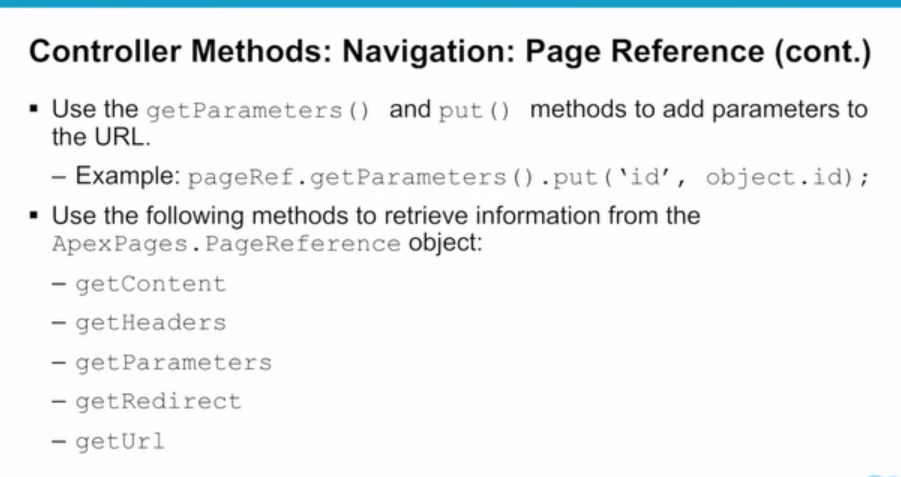 Controller Methods: Navigation: Page Reference (cont.)
▪ Use the getParameters() and put() methods to add parameters to
the URL.
– Example: pageRef.getParameters().put(‘id’, object.id);
▪ Use the following methods to retrieve information from the
ApexPages.PageReference object:
– getContent
– getHeaders
– getParameters
– getRedirect
– getUrl